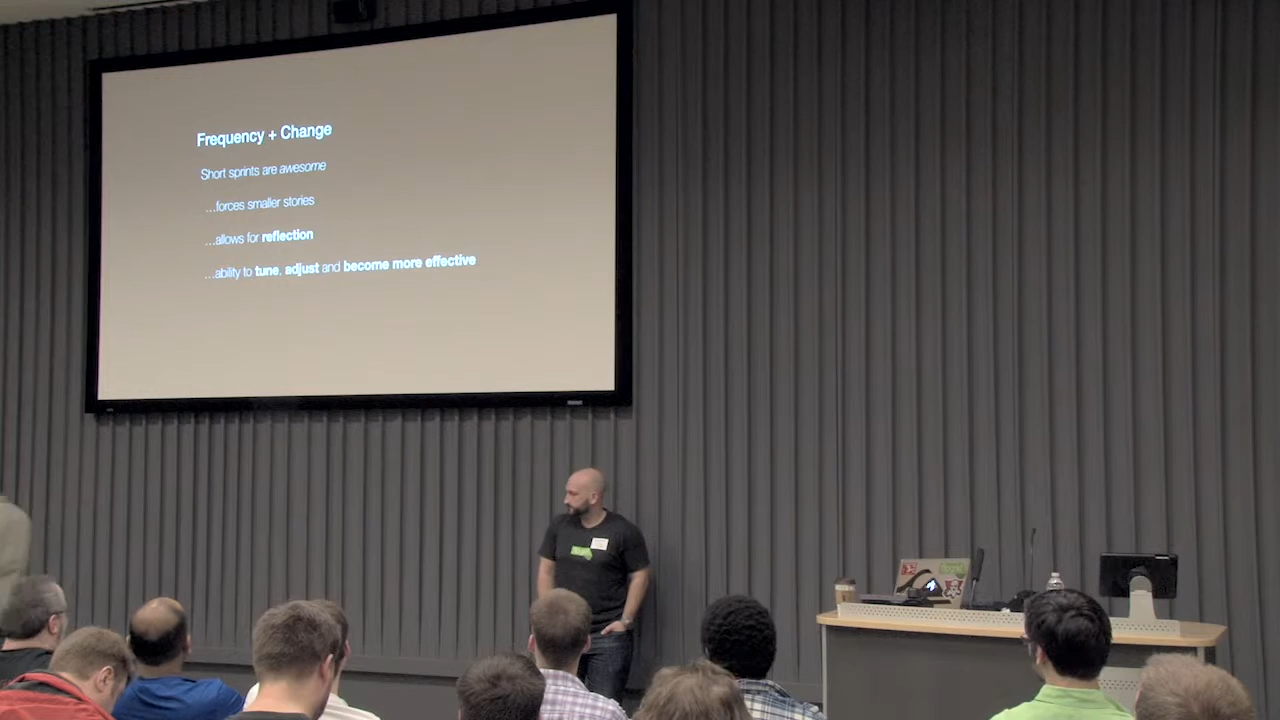 Frequency + Change
Short sprints are awesome
...forces smaller stories
...allows for reflection
...ability to tune, adjust and become more effective